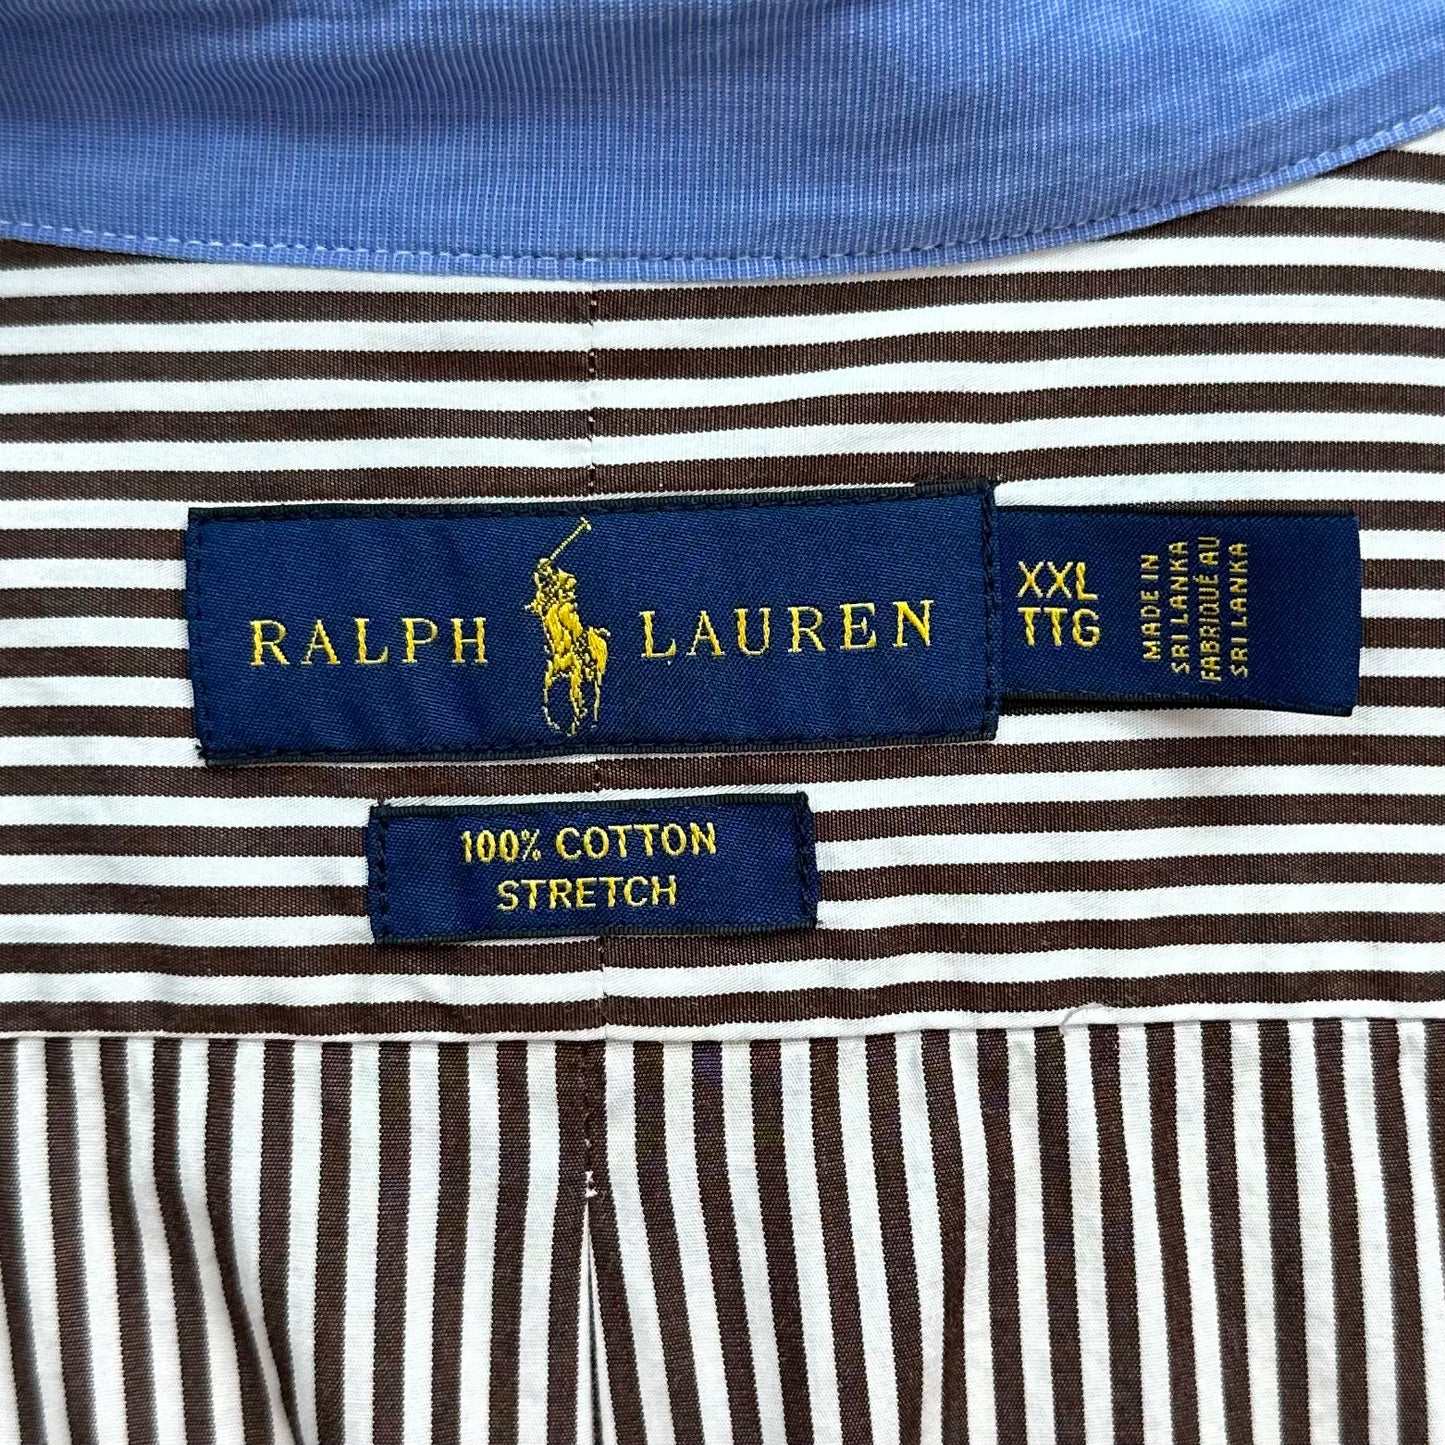 RALPH LAUREN
XXL
TTG
MADE IN
SRI LANKA
FABRIQUÉ AU
SRI LANKA
100% COTTON
STRETCH